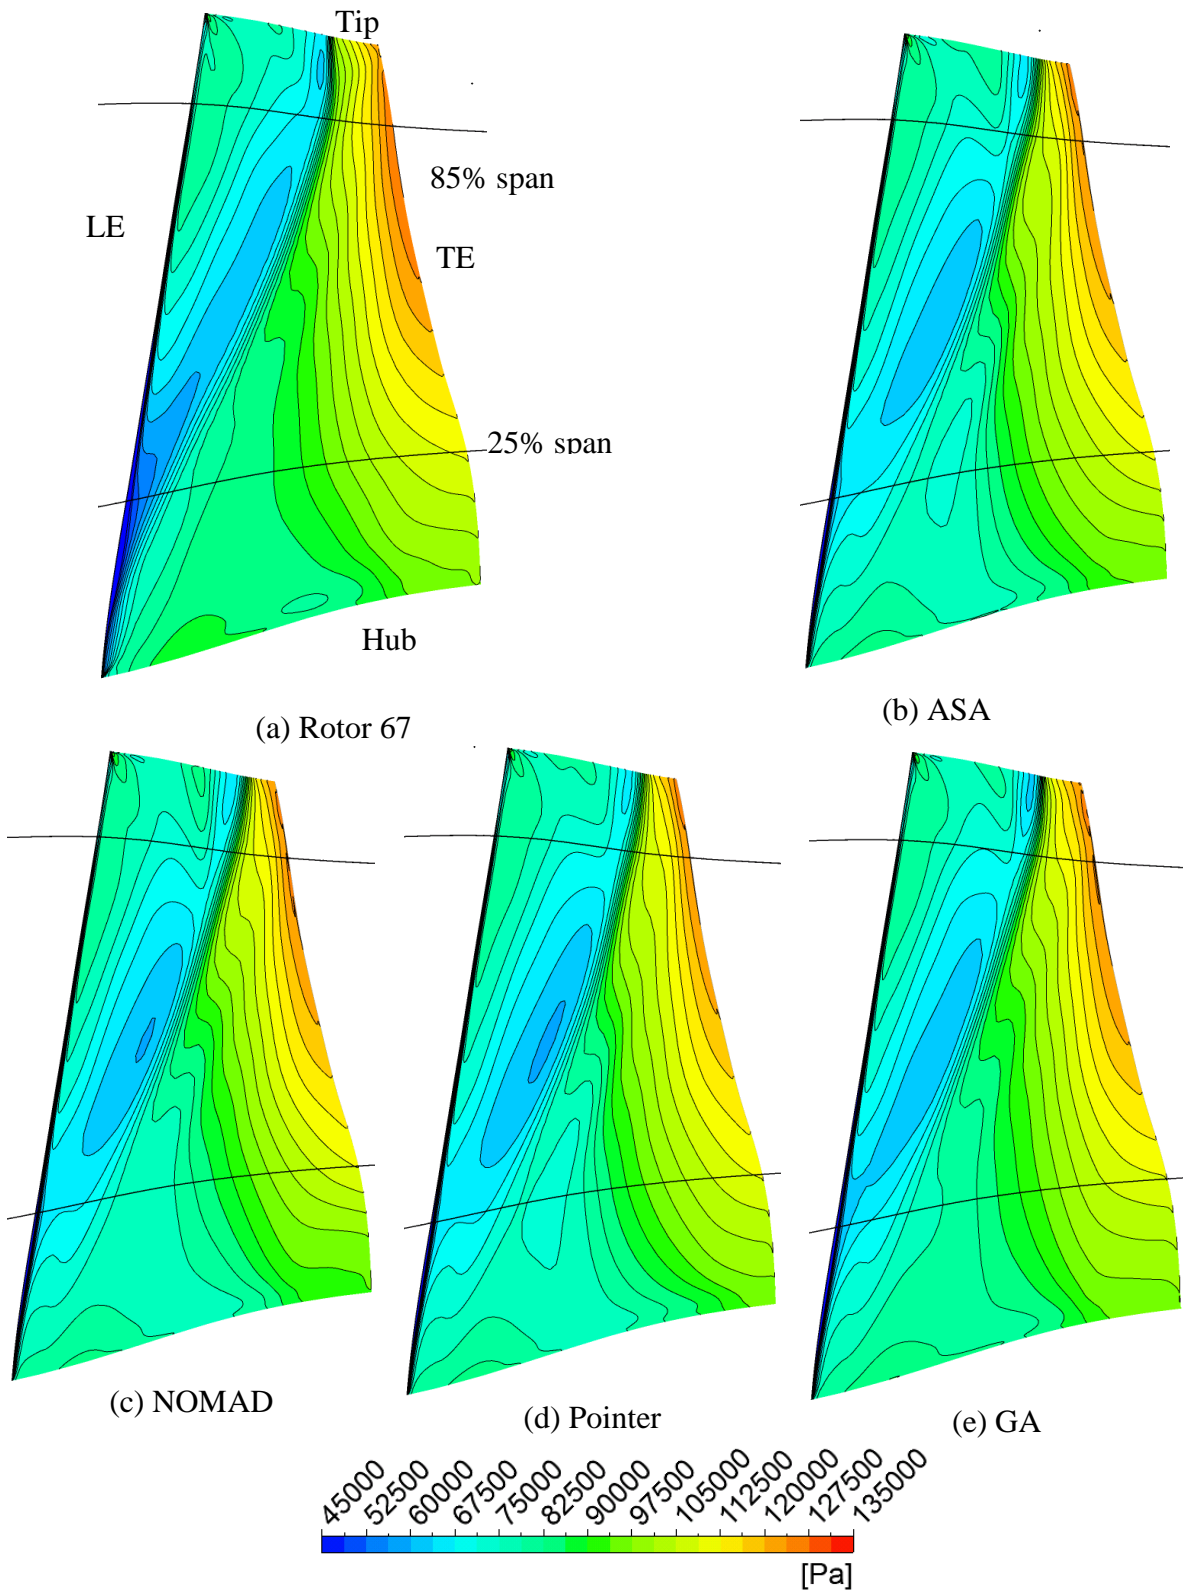 Tip
85% span
LE
TE
25% span
Hub
(a) Rotor 67
(b) ASA
(c) NOMAD
(d) Pointer
(e) GA
45000
52500
60000
67500
75000
82500
90000
97500
105000
112500
120000
127500
135000
[Pa]